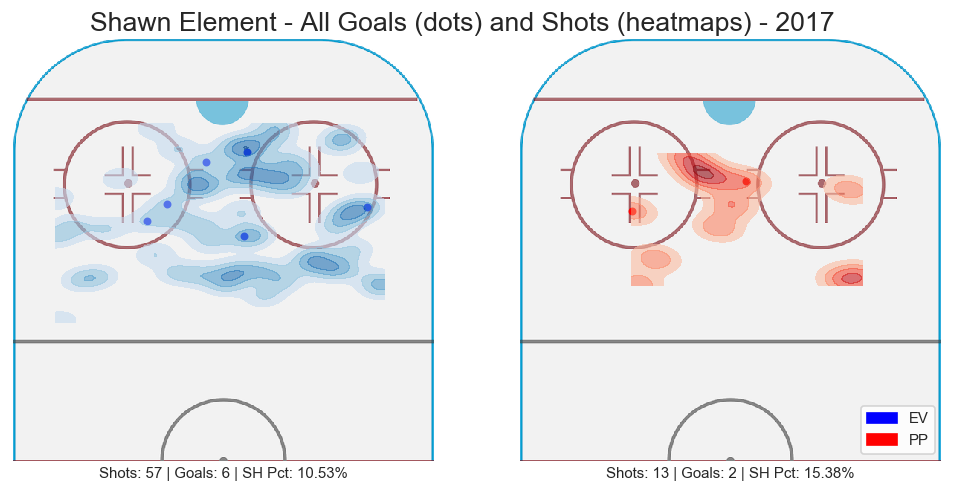 Shawn Element - All Goals (dots) and Shots (heatmaps) - 2017
EV
PP
Shots: 57 | Goals: 6 | SH Pct: 10.53%
Shots: 13 | Goals: 2 | SH Pct: 15.38%